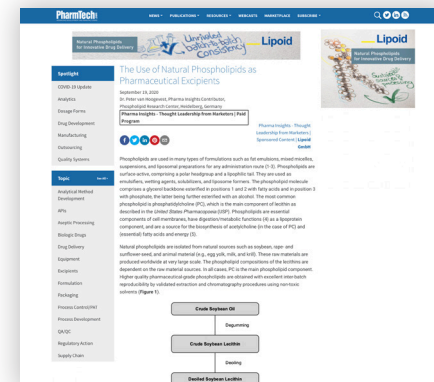 PharmTech
NEWS PUBLICATIONS RESOURCES WEBCASTS MARKETPLACE SUBSCRIBE
Natural Phospholipids
for Innovative Drug Delivery
Unrivaled
batch-to-batch
consistency
Lipoid
Lipoid
Natural Phospholipids
for Innovative Drug Delivery
Spotlight
COVID-19 Update
Analytics
Dosage Forms
Drug Development
Manufacturing
Outsourcing
Quality Systems
Topic
Analytical Method
Development
APIs
Aseptic Processing
Biologic Drugs
Drug Delivery
Equipment
Excipients
Formulation
Packaging
Process Control/PAT
Process Development
QA/QC
Regulatory Action
Supply Chain
The Use of Natural Phospholipids as
Pharmaceutical Excipients
September 19, 2020
Dr. Peter van Hoogevest, Pharma Insights Contributor,
Phospholipid Research Center, Heidelberg, Germany
Pharma Insights - Thought Leadership from Marketers | Paid
Program
Pharma Insights - Thought
Leadership from Marketers |
Sponsored Content | Lipoid
GmbH
Phospholipids are used in many types of formulations such as fat emulsions, mixed micelles,
suspensions, and liposomal preparations for any administration route (1-3). Phospholipids are
surface active, comprising a polar headgroup and a lipophilic tail. They are used as
emulsifiers, wetting agents, solubilizers, and liposome formers. The phospholipid molecule
comprises a glycerol backbone esterified in positions 1 and 2 with fatty acids and in position 3
with phosphate, the latter being further esterified with an alcohol. The most common
phospholipid is phosphatidylcholine (PC), which is the main component of lecithin as
described in the United States Pharmacopoeia (USP). Phospholipids are essential
components of cell membranes, have digestion/metabolic functions (4) as a lipoprotein
component, and are a source for the biosynthesis of acetylcholine (in the case of PC) and
(essential) fatty acids and energy (3).
Natural phospholipids are isolated from natural sources such as soybean, rape- and
sunflower-seed, and animal material (e.g., egg yolk, milk, and krill). These raw materials are
produced worldwide at very large scale. The phospholipid compositions of the lecithins are
dependent on the raw material sources. In all cases, PC is the main phospholipid component.
Higher quality pharmaceutical-grade phospholipids are obtained with excellent inter-batch
reproducibility by validated extraction and chromatography procedures using non-toxic
solvents (Figure 1).
Crude Soybean Oil
Degumming
Crude Soybean Lecithin
Deoiling
Deoiled Soybean Lecithin